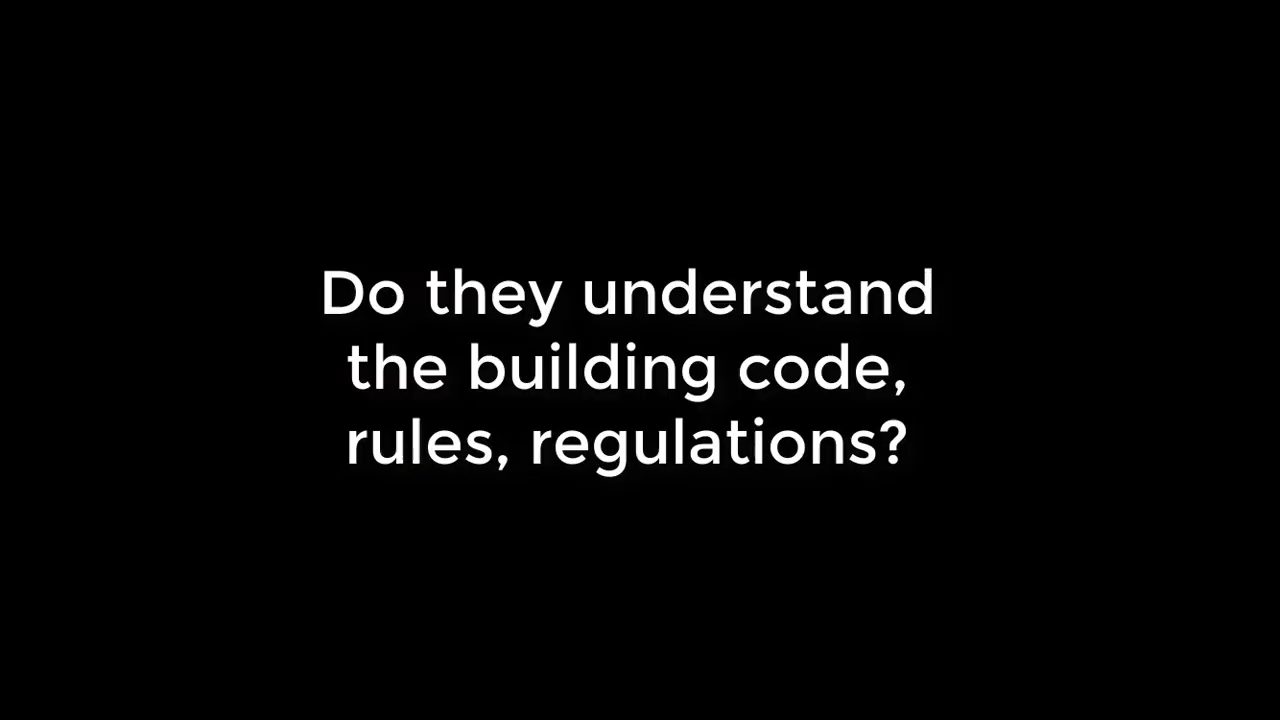 Do they understand
the building code,
rules, regulations?